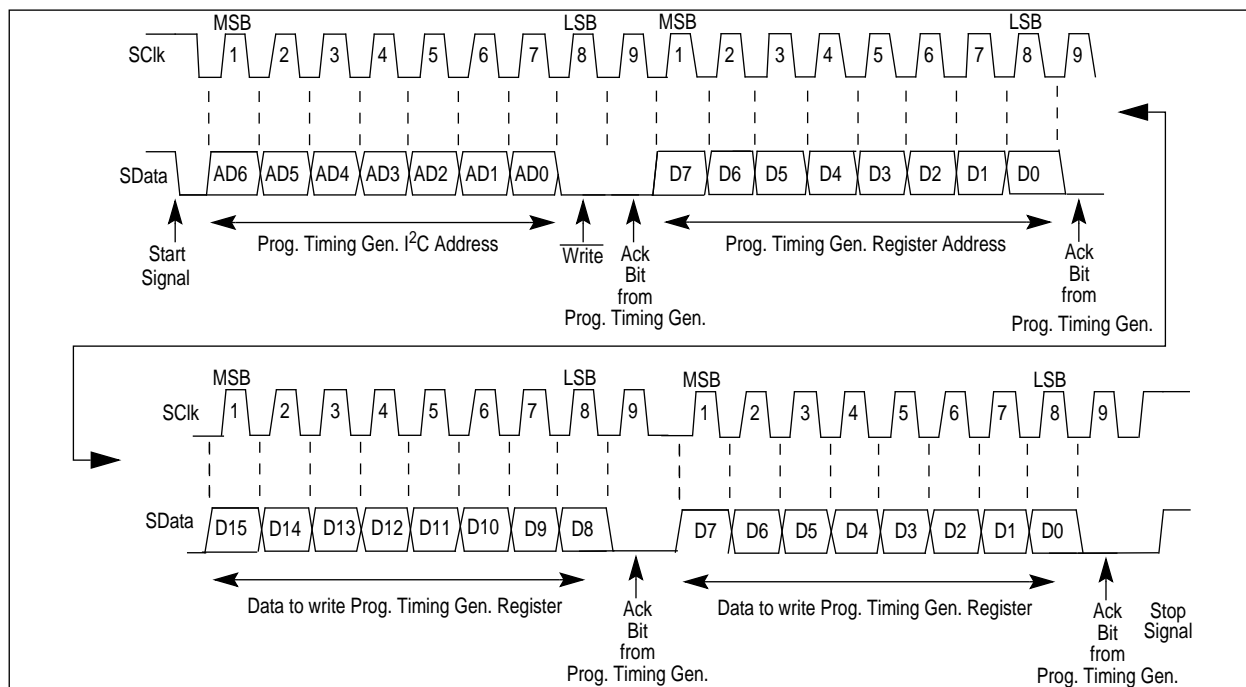 MSB LSB MSB LSB
SClk 1 2 3 4 5 6 7 8 9 1 2 3 4 5 6 7 8 9
SData AD6 AD5 AD4 AD3 AD2 AD1 AD0 D7 D6 D5 D4 D3 D2 D1 D0
Prog. Timing Gen. I²C Address
Prog. Timing Gen. Register Address
Start
Signal
Write
Ack
Bit
from
Prog. Timing Gen.
Ack
Bit
from
Prog. Timing Gen.
MSB LSB MSB LSB
SClk 1 2 3 4 5 6 7 8 9 1 2 3 4 5 6 7 8 9
SData D15 D14 D13 D12 D11 D10 D9 D8 D7 D6 D5 D4 D3 D2 D1 D0
Data to write Prog. Timing Gen. Register
Data to write Prog. Timing Gen. Register
Ack
Bit
from
Prog. Timing Gen.
Ack
Bit
from
Prog. Timing Gen.
Stop
Signal